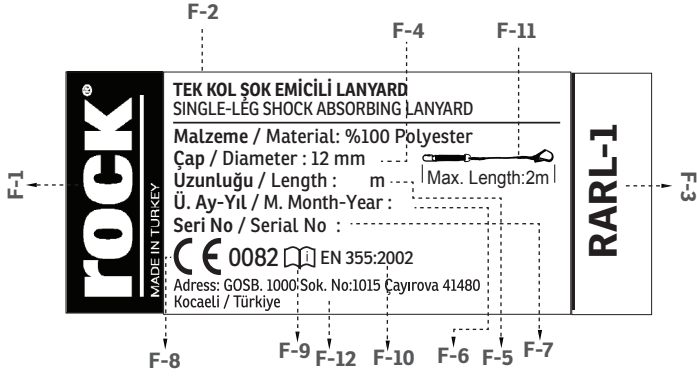 F-2
F-4
F-11
F-1
rock®
MADE IN TURKEY
TEK KOL ŞOK EMİCİLİ LANYARD
SINGLE-LEG SHOCK ABSORBING LANYARD
Malzeme / Material: %100 Polyester
Çap / Diameter : 12 mm
Uzunluğu / Length : m
Max. Length:2m
Ü. Ay-Yıl / M. Month-Year :
Seri No / Serial No :
CE 0082 i EN 355:2002
Adress: GOSB. 1000 Sok. No:1015 Çayırova 41480
Kocaeli / Türkiye
RARL-1
F-3
F-8
F-9
F-12
F-10
F-6
F-5
F-7